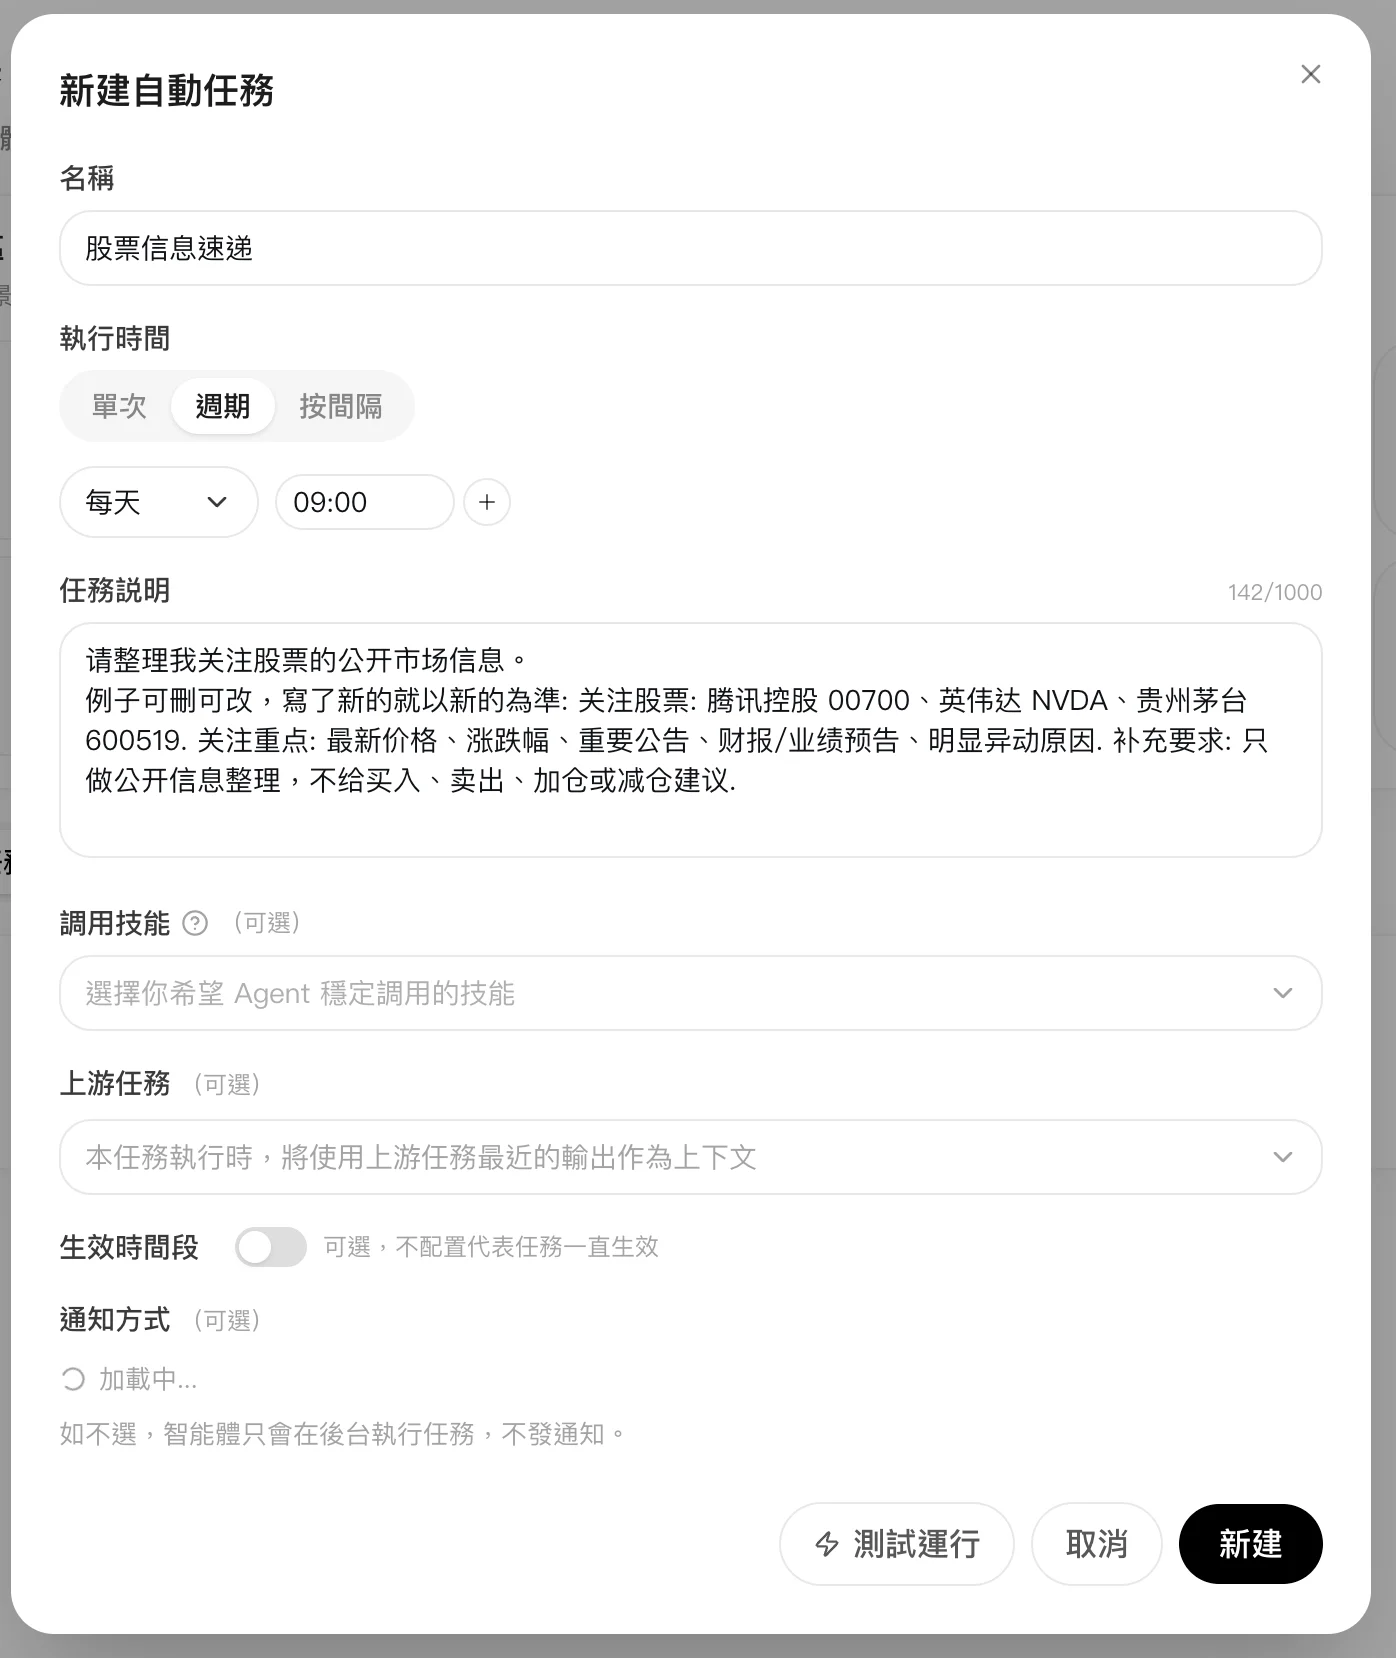 新建自動任務
名稱
股票信息速递
執行時間
單次 週期 按間隔
每天 09:00
任務説明 142/1000
请整理我关注股票的公开市场信息。
例子可刪可改，寫了新的就以新的為準: 关注股票: 腾讯控股 00700、英伟达 NVDA、贵州茅台
600519. 关注重点: 最新价格、涨跌幅、重要公告、财报/业绩预告、明显异动原因. 补充要求: 只
做公开信息整理，不给买入、卖出、加仓或减仓建议.
調用技能 (可選)
選擇你希望 Agent 穩定調用的技能
上游任務 (可選)
本任務執行時，將使用上游任務最近的輸出作為上下文
生效時間段 可選，不配置代表任務一直生效
通知方式 (可選)
加載中...
如不選，智能體只會在後台執行任務，不發通知。
測試運行 取消 新建